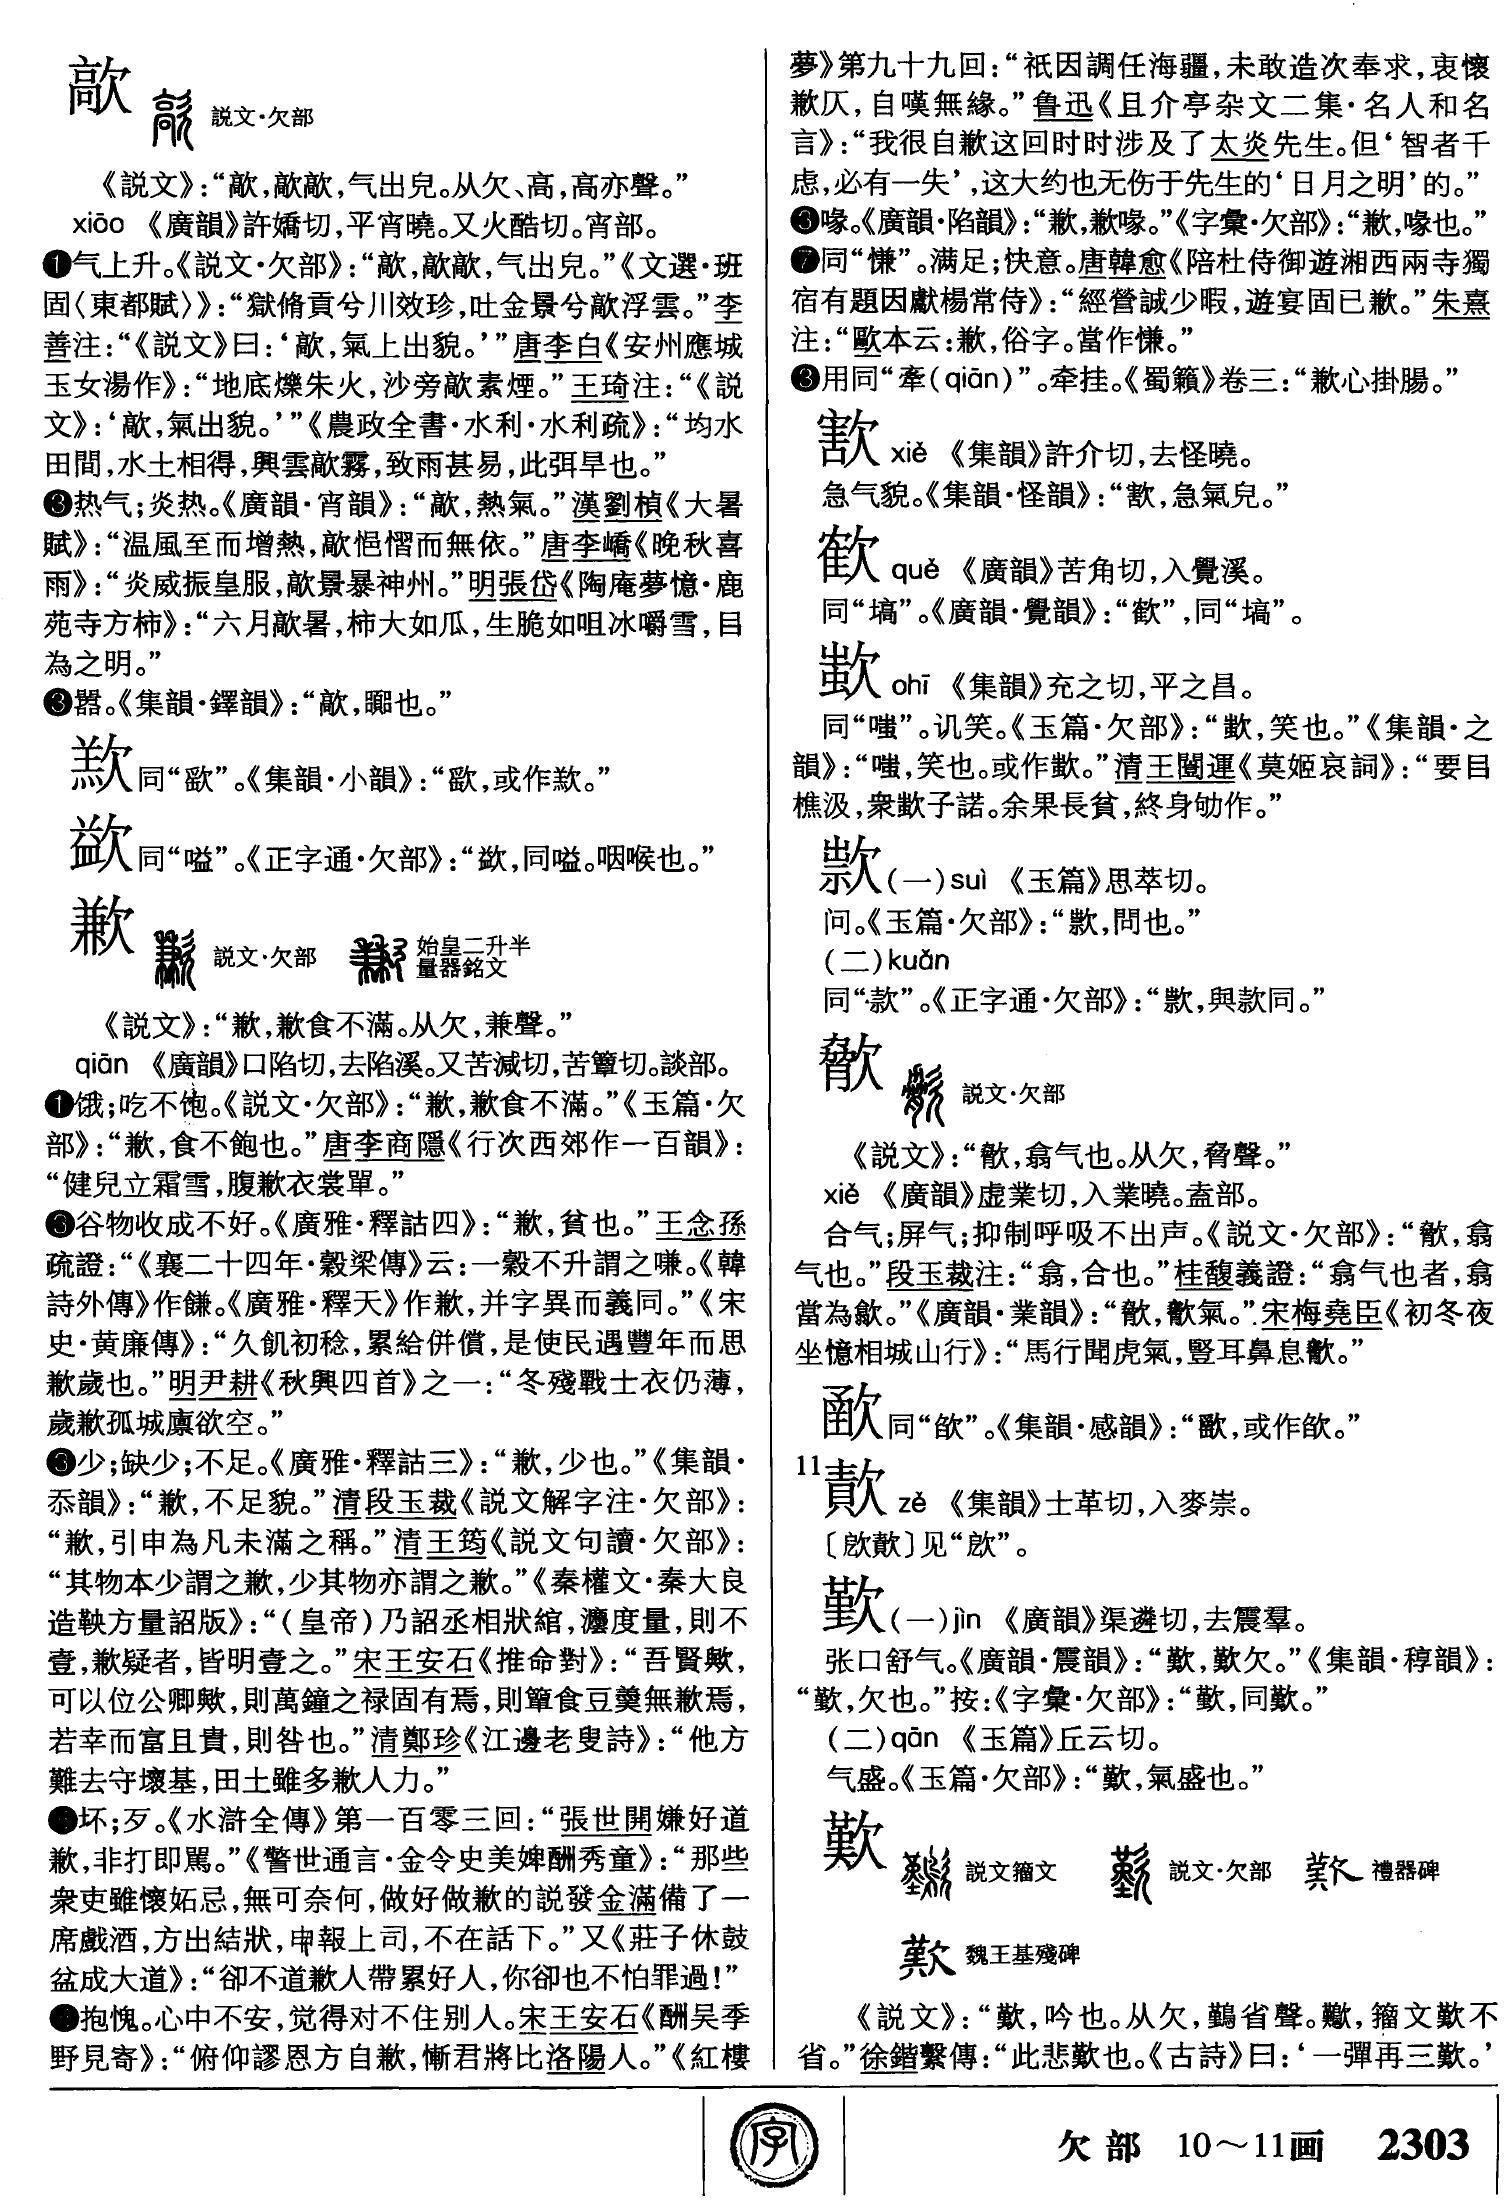 歊 説文·欠部
《説文》：“歊，歊歊，气出皃。从欠、高，高亦聲。”
xiāo 《廣韻》許嬌切，平宵曉。又火酷切。宵部。
❶气上升。《説文·欠部》：“歊，歊歊，气出皃。”《文選·班
固〈東都賦〉》：“獄脩貢兮川效珍，吐金景兮歊浮雲。”李
善注：“《説文》曰：‘歊，氣上出貌。’”唐李白《安州應城
玉女湯作》：“地底爍朱火，沙旁歊素煙。”王琦注：“《説
文》：‘歊，氣出貌。’”《農政全書·水利·水利疏》：“均水
田間，水土相得，興雲歊霧，致雨甚易，此弭旱也。”
❸热气；炎热。《廣韻·宵韻》：“歊，熱氣。”漢劉楨《大暑
賦》：“温風至而增熱，歊悒慴而無依。”唐李嶠《晚秋喜
雨》：“炎威振皇服，歊景暴神州。”明張岱《陶庵夢憶·鹿
苑寺方柿》：“六月歊暑，柿大如瓜，生脆如咀冰嚼雪，目
為之明。”
❸嚣。《集韻·鐸韻》：“歊，嘂也。”
歚同“欿”。《集韻·小韻》：“欿，或作歚。”
㰇同“嗌”。《正字通·欠部》：“㰇，同嗌。咽喉也。”
歉 説文·欠部 始皇二升半
量器銘文
《説文》：“歉，歉食不滿。从欠，兼聲。”
qiān 《廣韻》口陷切，去陷溪。又苦減切，苦簟切。談部。
❶饿；吃不饱。《説文·欠部》：“歉，歉食不滿。”《玉篇·欠
部》：“歉，食不飽也。”唐李商隱《行次西郊作一百韻》：
“健兒立霜雪，腹歉衣裳單。”
❸谷物收成不好。《廣雅·釋詁四》：“歉，貧也。”王念孫
疏證：“《襄二十四年·穀梁傳》云：一穀不升謂之嗛。《韓
詩外傳》作鎌。《廣雅·釋天》作歉，并字異而義同。”《宋
史·黄廉傳》：“久飢初稔，累給併償，是使民遇豐年而思
歉歲也。”明尹耕《秋興四首》之一：“冬殘戰士衣仍薄，
歲歉孤城廪欲空。”
❸少；缺少；不足。《廣雅·釋詁三》：“歉，少也。”《集韻·
忝韻》：“歉，不足貌。”清段玉裁《説文解字注·欠部》：
“歉，引申為凡未滿之稱。”清王筠《説文句讀·欠部》：
“其物本少謂之歉，少其物亦謂之歉。”《秦權文·秦大良
造鞅方量詔版》：“（皇帝）乃詔丞相狀綰，灋度量，則不
壹，歉疑者，皆明壹之。”宋王安石《推命對》：“吾賢歟，
可以位公卿歟，則萬鐘之禄固有焉，則簞食豆羹無歉焉，
若幸而富且貴，則咎也。”清鄭珍《江邊老叟詩》：“他方
難去守壞基，田土雖多歉人力。”
●坏；歹。《水滸全傳》第一百零三回：“張世開嫌好道
歉，非打即駡。”《警世通言·金令史美婢酬秀童》：“那些
衆吏雖懷妬忌，無可奈何，做好做歉的説發金滿備了一
席戲酒，方出結狀，申報上司，不在話下。”又《莊子休鼓
盆成大道》：“卻不道歉人帶累好人，你卻也不怕罪過！”
●抱愧。心中不安，觉得对不住别人。宋王安石《酬吴季
野見寄》：“俯仰謬恩方自歉，慚君將比洛陽人。”《紅樓
夢》第九十九回：“祇因調任海疆，未敢造次奉求，衷懷
歉仄，自嘆無緣。”鲁迅《且介亭杂文二集·名人和名
言》：“我很自歉这回时时涉及了太炎先生。但‘智者千
虑，必有一失’，这大约也无伤于先生的‘日月之明’的。”
❸喙。《廣韻·陷韻》：“歉，歉喙。”《字彙·欠部》：“歉，喙也。”
❼同“慊”。满足；快意。唐韓愈《陪杜侍御遊湘西兩寺獨
宿有題因獻楊常侍》：“經營誠少暇，遊宴固已歉。”朱熹
注：“歐本云：歉，俗字。當作慊。”
❸用同“牽(qiān)”。牵挂。《蜀籟》卷三：“歉心掛腸。”
xiě 《集韻》許介切，去怪曉。
急气貌。《集韻·怪韻》：“，急氣皃。”
㱿 quě 《廣韻》苦角切，入覺溪。
同“塙”。《廣韻·覺韻》：“”，同“塙”。
歖 ohī 《集韻》充之切，平之昌。
同“嗤”。讥笑。《玉篇·欠部》：“，笑也。”《集韻·之
韻》：“嗤，笑也。或作。”清王闓運《莫姬哀詞》：“要目
樵汲，衆子諾。余果長貧，終身劬作。”
(一)suì 《玉篇》思萃切。
问。《玉篇·欠部》：“，問也。”
(二)kuǎn
同“款”。《正字通·欠部》：“，與款同。”
説文·欠部
《説文》：“，翕气也。从欠，脅聲。”
xiě 《廣韻》虚業切，入業曉。盍部。
合气；屏气；抑制呼吸不出声。《説文·欠部》：“，翕
气也。”段玉裁注：“翕，合也。”桂馥義證：“翕气也者，翕
當為歙。”《廣韻·業韻》：“，氣。”宋梅堯臣《初冬夜
坐憶相城山行》：“馬行聞虎氣，豎耳鼻息。”
同“欿”。《集韻·感韻》：“，或作欿。”
11 zě 《集韻》士革切，入麥崇。
〔〕见“”。
歏(一)jìn 《廣韻》渠遴切，去震羣。
张口舒气。《廣韻·震韻》：“歏，歏欠。”《集韻·稕韻》：
“歏，欠也。”按：《字彙·欠部》：“歏，同歎。”
(二)qān 《玉篇》丘云切。
气盛。《玉篇·欠部》：“歏，氣盛也。”
歎 説文籀文 説文·欠部 禮器碑
魏王基殘碑
《説文》：“歎，吟也。从欠，鷬省聲。，籀文歎不
省。”徐鍇繫傳：“此悲歎也。《古詩》曰：‘一彈再三歎。’
字
欠部 10～11画 2303